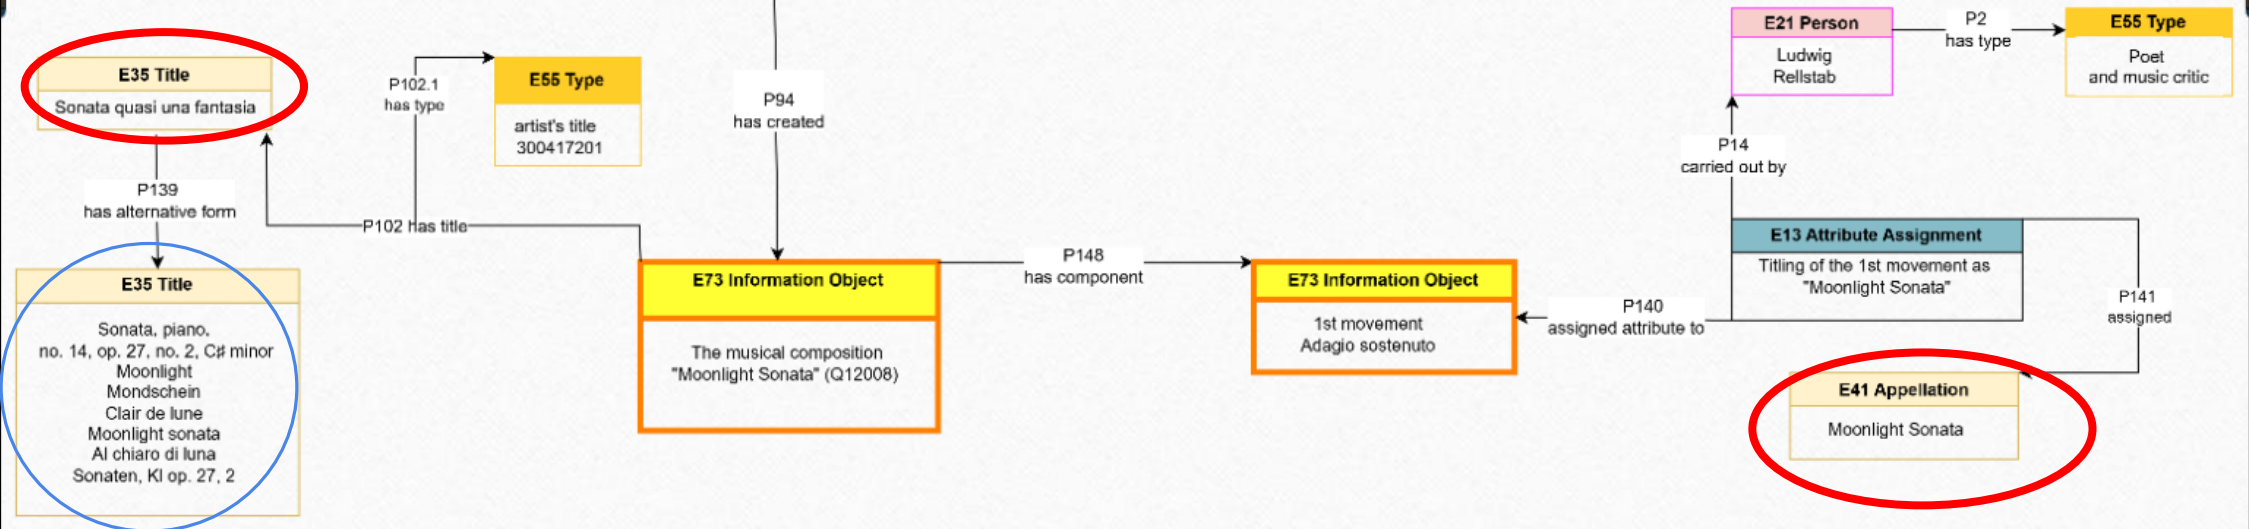 E35 Title
Sonata quasi una fantasia
P139
has alternative form
E35 Title
Sonata, piano,
no. 14, op. 27, no. 2, C♯ minor
Moonlight
Mondschein
Clair de lune
Moonlight sonata
Al chiaro di luna
Sonaten, Kl op. 27, 2
P102.1
has type
P102 has title
E55 Type
artist's title
300417201
P94
has created
E73 Information Object
The musical composition
"Moonlight Sonata" (Q12008)
P148
has component
E73 Information Object
1st movement
Adagio sostenuto
P140
assigned attribute to
E21 Person
Ludwig
Rellstab
P2
has type
E55 Type
Poet
and music critic
P14
carried out by
E13 Attribute Assignment
Titling of the 1st movement as
"Moonlight Sonata"
P141
assigned
E41 Appellation
Moonlight Sonata